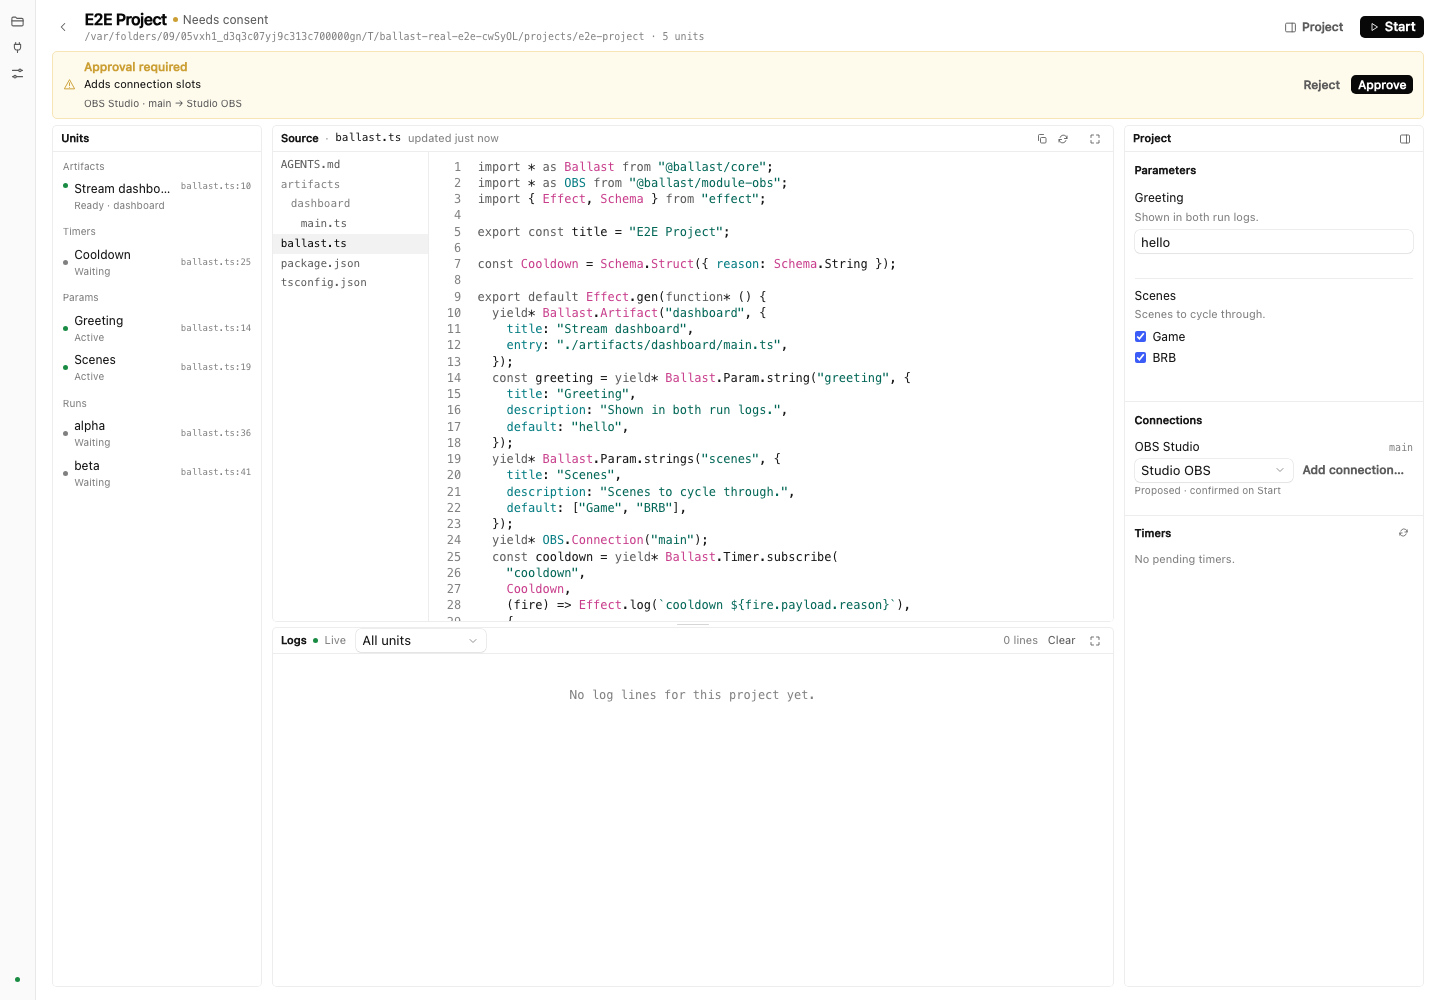 E2E Project
Needs consent
/var/folders/09/05vxh1_d3q3c07yj9c313c700000gn/T/ballast-real-e2e-cwSyOL/projects/e2e-project · 5 units
Project
Start
Approval required
Adds connection slots
OBS Studio · main → Studio OBS
Reject
Approve
Units
Artifacts
Stream dashbo...
ballast.ts:10
Ready · dashboard
Timers
Cooldown
ballast.ts:25
Waiting
Params
Greeting
ballast.ts:14
Active
Scenes
ballast.ts:19
Active
Runs
alpha
ballast.ts:36
Waiting
beta
ballast.ts:41
Waiting
Source · ballast.ts updated just now
AGENTS.md
artifacts
dashboard
main.ts
ballast.ts
package.json
tsconfig.json
1 import * as Ballast from "@ballast/core";
2 import * as OBS from "@ballast/module-obs";
3 import { Effect, Schema } from "effect";
4
5 export const title = "E2E Project";
6
7 const Cooldown = Schema.Struct({ reason: Schema.String });
8
9 export default Effect.gen(function* () {
10 yield* Ballast.Artifact("dashboard", {
11 title: "Stream dashboard",
12 entry: "./artifacts/dashboard/main.ts",
13 });
14 const greeting = yield* Ballast.Param.string("greeting", {
15 title: "Greeting",
16 description: "Shown in both run logs.",
17 default: "hello",
18 });
19 yield* Ballast.Param.strings("scenes", {
20 title: "Scenes",
21 description: "Scenes to cycle through.",
22 default: ["Game", "BRB"],
23 });
24 yield* OBS.Connection("main");
25 const cooldown = yield* Ballast.Timer.subscribe(
26 "cooldown",
27 Cooldown,
28 (fire) => Effect.log(`cooldown ${fire.payload.reason}`),
29 {
Logs
Live
All units
0 lines
Clear
No log lines for this project yet.
Project
Parameters
Greeting
Shown in both run logs.
hello
Scenes
Scenes to cycle through.
Game
BRB
Connections
OBS Studio
main
Studio OBS
Add connection...
Proposed · confirmed on Start
Timers
No pending timers.